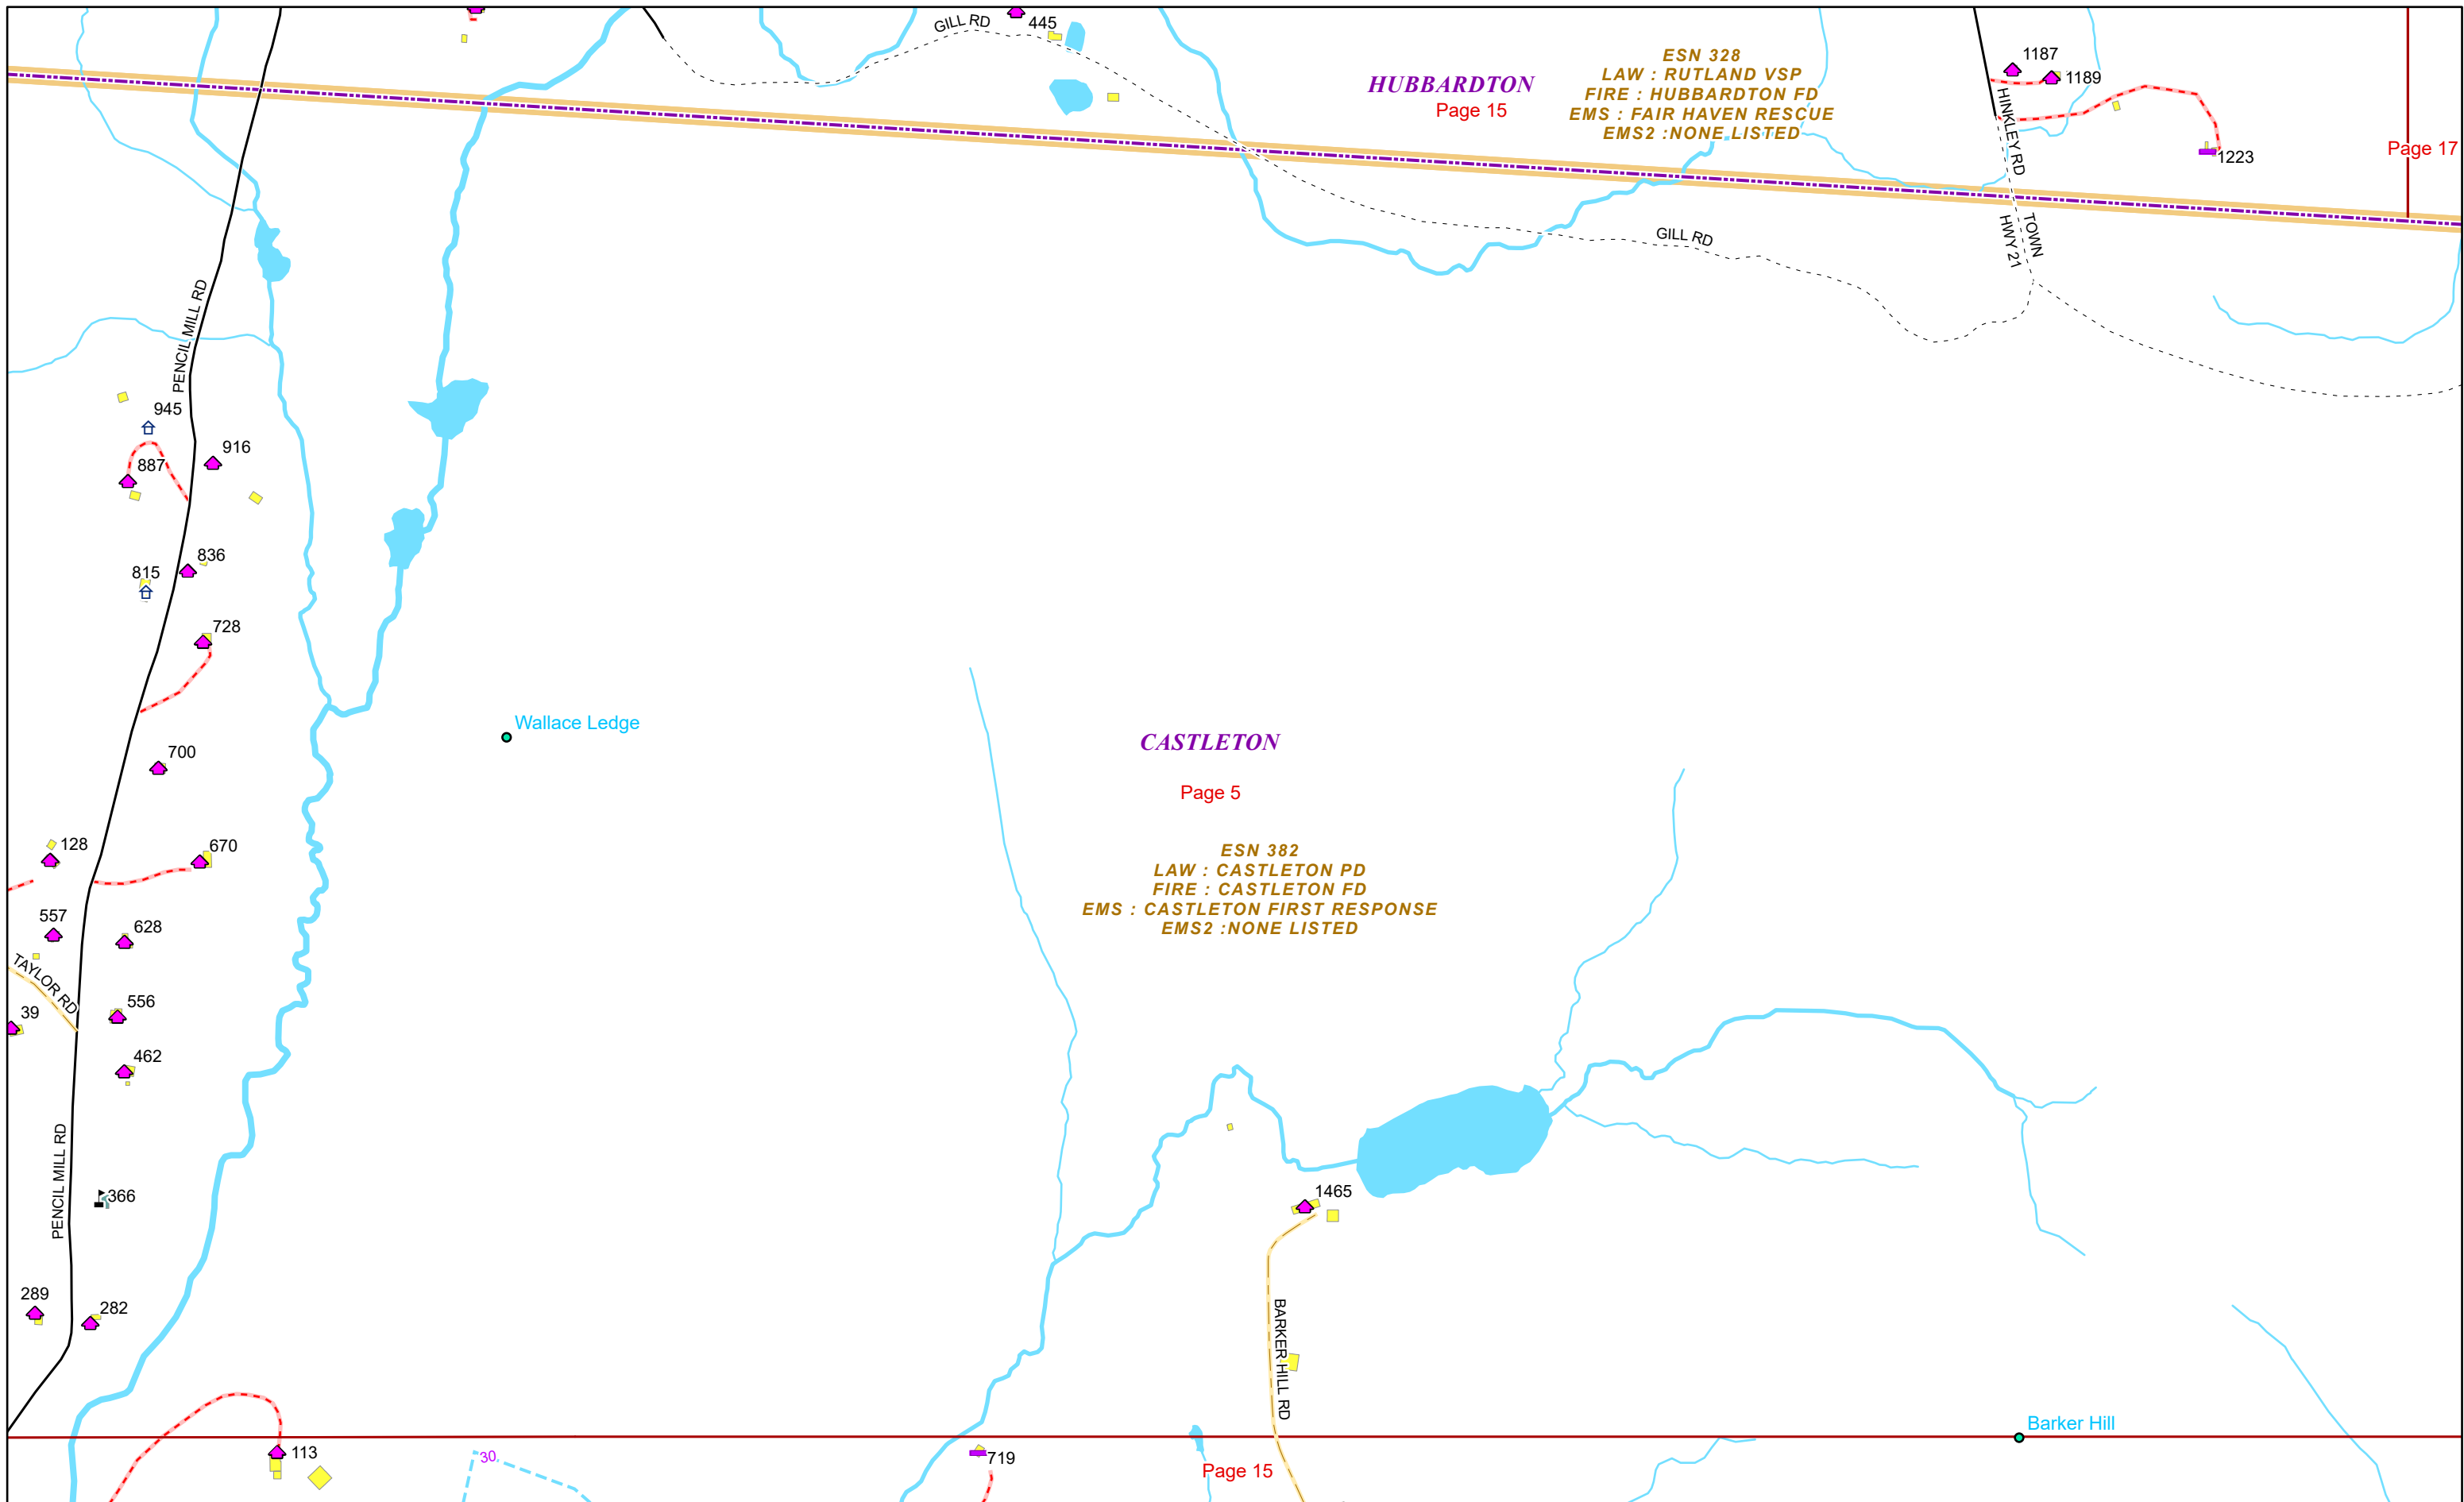 GILL RD
445
HUBBARDTON
Page 15
ESN 328
LAW : RUTLAND VSP
FIRE : HUBBARDTON FD
EMS : FAIR HAVEN RESCUE
EMS2 :NONE LISTED
1187
1189
HINKLEY RD
1223
Page 17
GILL RD
TOWN
HWY 21
PENCIL MILL RD
945
916
887
836
815
728
Wallace Ledge
700
CASTLETON
Page 5
128
670
ESN 382
LAW : CASTLETON PD
FIRE : CASTLETON FD
EMS : CASTLETON FIRST RESPONSE
EMS2 :NONE LISTED
557
628
TAYLOR RD
556
39
462
PENCIL MILL RD
366
1465
289
282
BARKER HILL RD
Barker Hill
113
30
719
Page 15